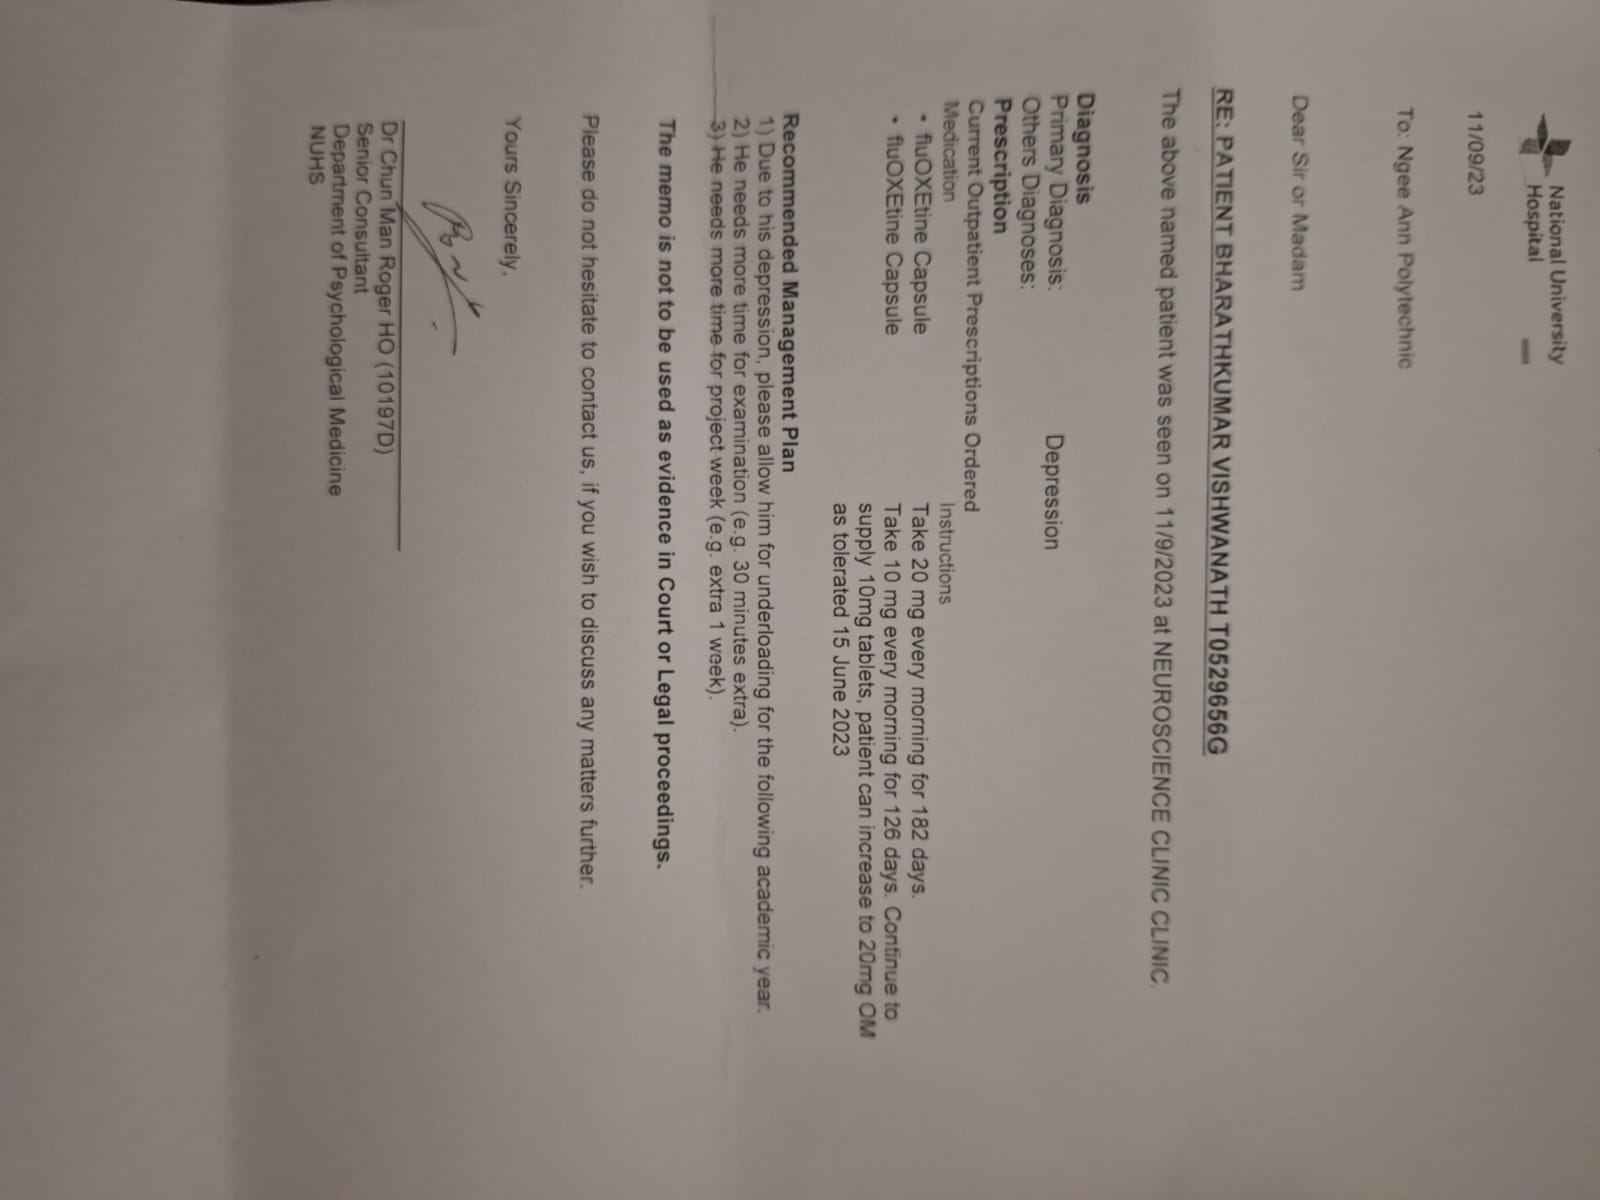 National University
Hospital
11/09/23
To: Ngee Ann Polytechnic
Dear Sir or Madam
RE: PATIENT BHARATHKUMAR VISHWANATH T0529656G
The above named patient was seen on 11/9/2023 at NEUROSCIENCE CLINIC CLINIC.
Diagnosis
Primary Diagnosis: Depression
Others Diagnoses:
Prescription
Current Outpatient Prescriptions Ordered
Medication Instructions
• fluOXEtine Capsule Take 20 mg every morning for 182 days.
• fluOXEtine Capsule Take 10 mg every morning for 126 days. Continue to
supply 10mg tablets, patient can increase to 20mg OM
as tolerated 15 June 2023
Recommended Management Plan
1) Due to his depression, please allow him for underloading for the following academic year.
2) He needs more time for examination (e.g. 30 minutes extra).
3) He needs more time for project week (e.g. extra 1 week).
The memo is not to be used as evidence in Court or Legal proceedings.
Please do not hesitate to contact us, if you wish to discuss any matters further.
Yours Sincerely,
Dr Chun Man Roger HO (10197D)
Senior Consultant
Department of Psychological Medicine
NUHS